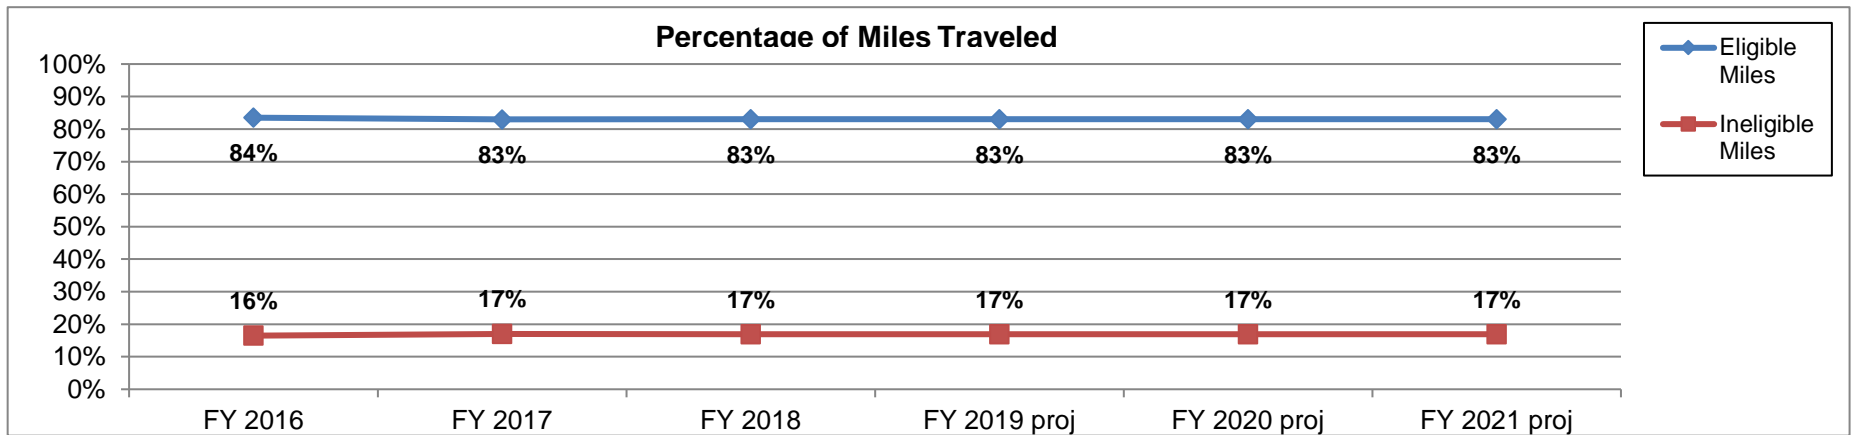 Percentage of Miles Traveled
Eligible
Miles
Ineligible
Miles
100%
90%
80%
70%
60%
50%
40%
30%
20%
10%
0%
84% 83% 83% 83% 83% 83%
16% 17% 17% 17% 17% 17%
FY 2016 FY 2017 FY 2018 FY 2019 proj FY 2020 proj FY 2021 proj